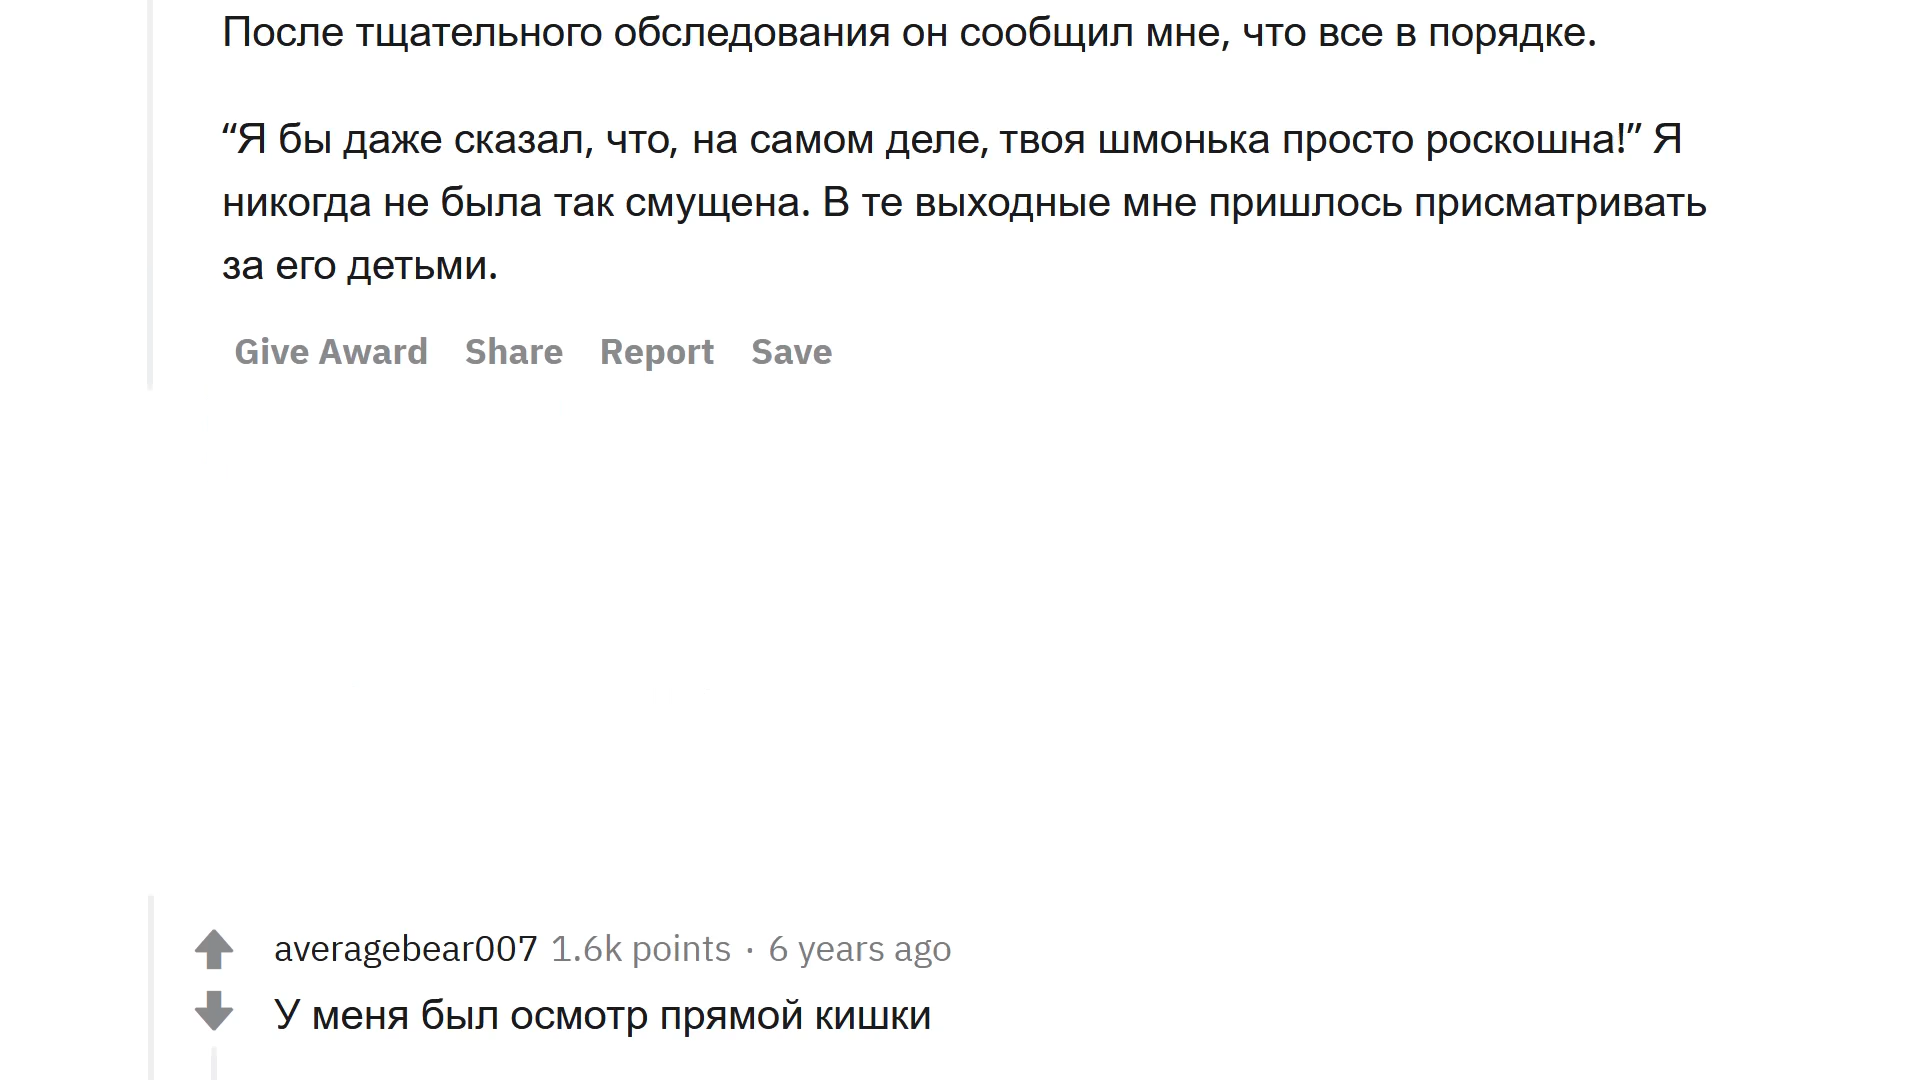 После тщательного обследования он сообщил мне, что все в порядке.
“Я бы даже сказал, что, на самом деле, твоя шмонька просто роскошна!” Я
никогда не была так смущена. В те выходные мне пришлось присматривать
за его детьми.
Give Award Share Report Save
averagebear007 1.6k points · 6 years ago
У меня был осмотр прямой кишки